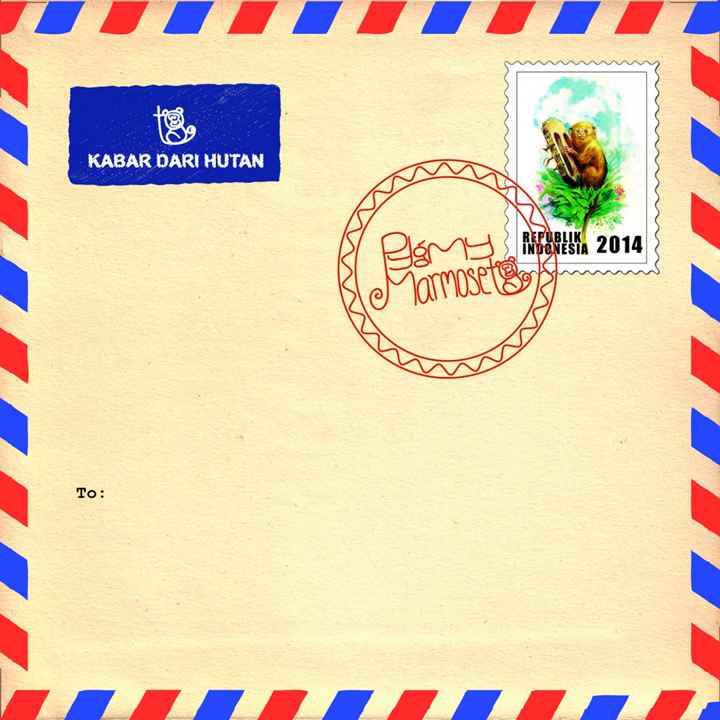 KABAR DARI HUTAN
REPUBLIK
INDONESIA 2014
Pygmy
Marmoset
To: